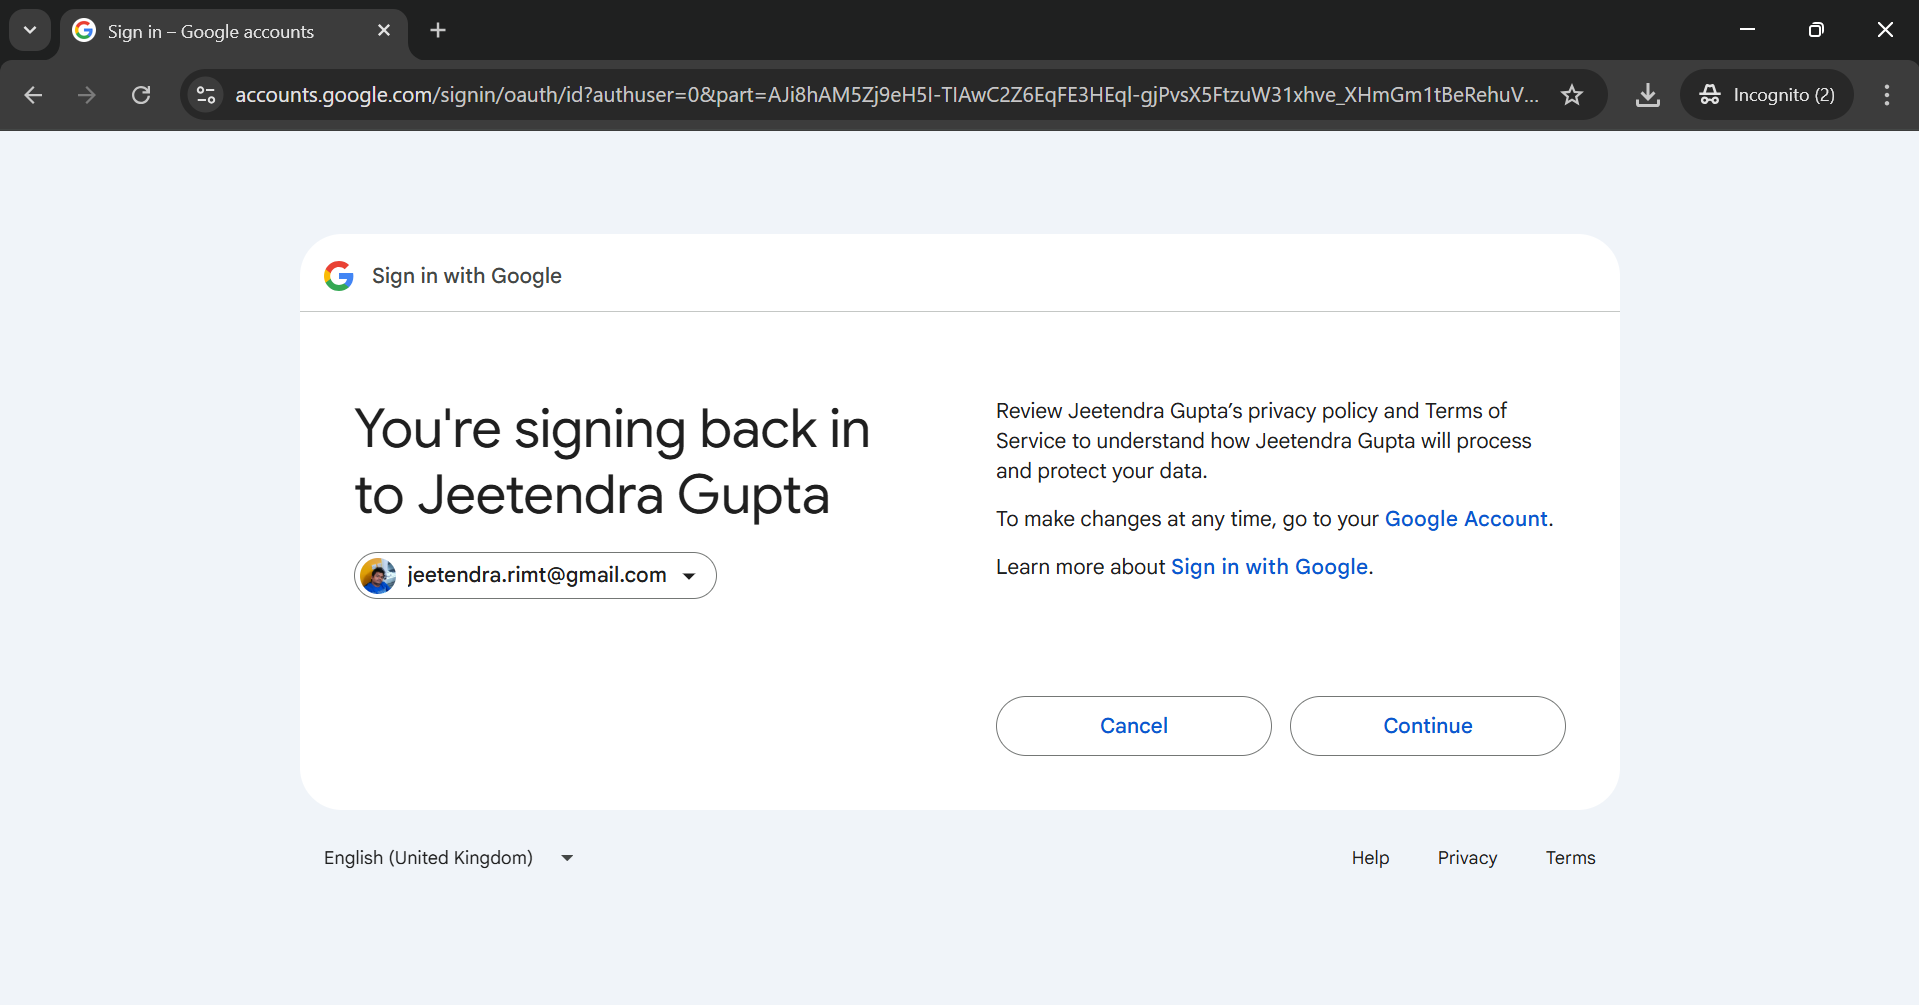 Sign in – Google accounts
accounts.google.com/signin/oauth/id?authuser=0&part=AJi8hAM5Zj9eH5I-TIAwC2Z6EqFE3HEql-gjPvsX5FtzuW31xhve_XHmGm1tBeRehuV...
Incognito (2)
Sign in with Google
You're signing back in
to Jeetendra Gupta
jeetendra.rimt@gmail.com
Review Jeetendra Gupta’s privacy policy and Terms of
Service to understand how Jeetendra Gupta will process
and protect your data.
To make changes at any time, go to your Google Account.
Learn more about Sign in with Google.
Cancel
Continue
English (United Kingdom)
Help
Privacy
Terms